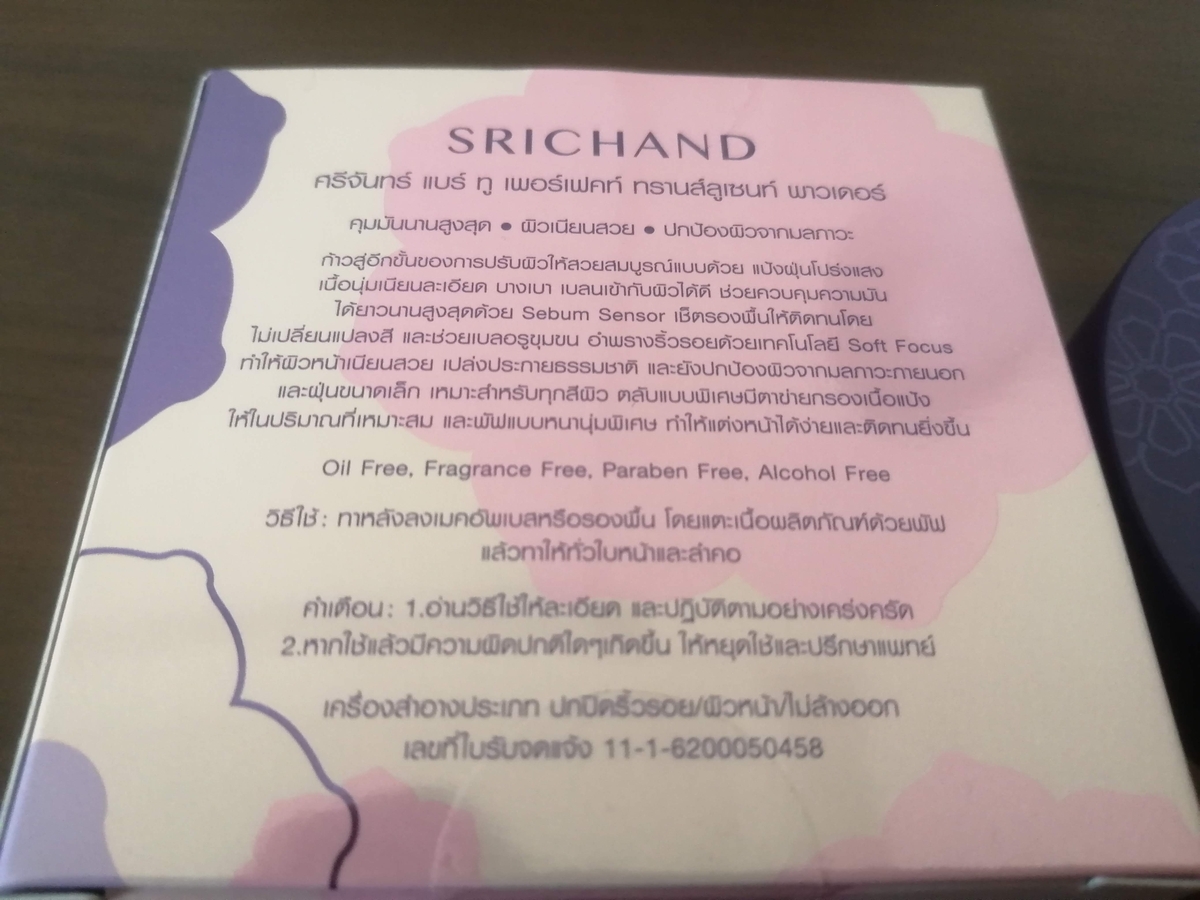 SRICHAND
ศรีจันทร์ แบร์ ทู เพอร์เฟคท์ ทรานส์ลูเซนท์ พาวเดอร์
คุมมันนานสูงสุด • ผิวเนียนสวย • ปกป้องผิวจากมลภาวะ
ก้าวสู่อีกขั้นของการปรับผิวให้สวยสมบูรณ์แบบด้วย แป้งฝุ่นโปร่งแสง
เนื้อนุ่มเนียนละเอียด บางเบา เบลนเข้ากับผิวได้ดี ช่วยควบคุมความมัน
ได้ยาวนานสูงสุดด้วย Sebum Sensor เซ็ตรองพื้นให้ติดทนโดย
ไม่เปลี่ยนแปลงสี และช่วยเบลอรูขุมขน อำพรางริ้วรอยด้วยเทคโนโลยี Soft Focus
ทำให้ผิวหน้าเนียนสวย เปล่งประกายธรรมชาติ และยังปกป้องผิวจากมลภาวะภายนอก
และฝุ่นขนาดเล็ก เหมาะสำหรับทุกสีผิว ตลับแบบพิเศษมีตาข่ายกรองเนื้อแป้ง
ให้ในปริมาณที่เหมาะสม และพัฟแบบหนานุ่มพิเศษ ทำให้แต่งหน้าได้ง่ายและติดทนยิ่งขึ้น
Oil Free, Fragrance Free, Paraben Free, Alcohol Free
วิธีใช้ : ทาหลังลงเมคอัพเบสหรือรองพื้น โดยแตะเนื้อผลิตภัณฑ์ด้วยพัฟ
แล้วทาให้ทั่วใบหน้าและลำคอ
คำเตือน : 1.อ่านวิธีใช้ให้ละเอียด และปฏิบัติตามอย่างเคร่งครัด
2.หากใช้แล้วมีความผิดปกติใดๆเกิดขึ้น ให้หยุดใช้และปรึกษาแพทย์
เครื่องสำอางประเภท ปกปิดริ้วรอย/ผิวหน้า/ไม่ล้างออก
เลขที่ใบรับจดแจ้ง 11-1-6200050458